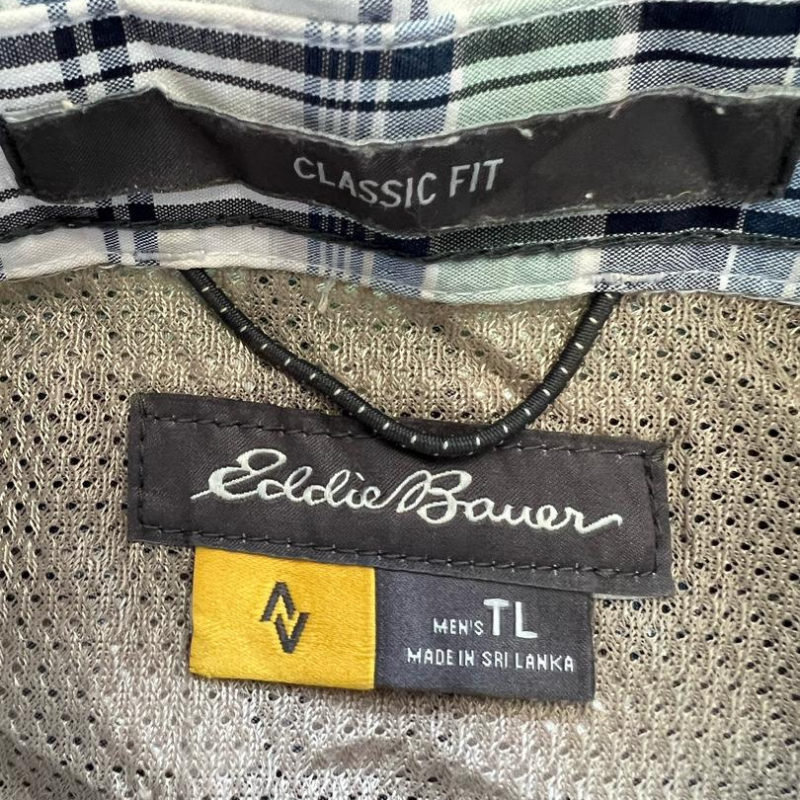 CLASSIC FIT
Eddie Bauer
MEN'S TL
MADE IN SRI LANKA